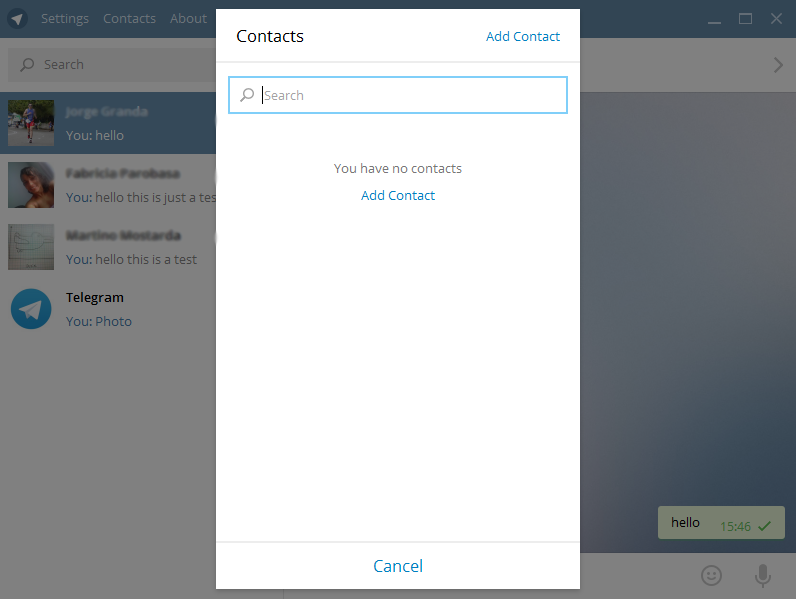 Settings Contacts About
Contacts
Add Contact
Search
Search
You have no contacts
Add Contact
Jorge Granda
You: hello
Fabricia Parobasa
You: hello this is just a tes
Martino Mostarda
You: hello this is a test
Telegram
You: Photo
hello 15:46
Cancel